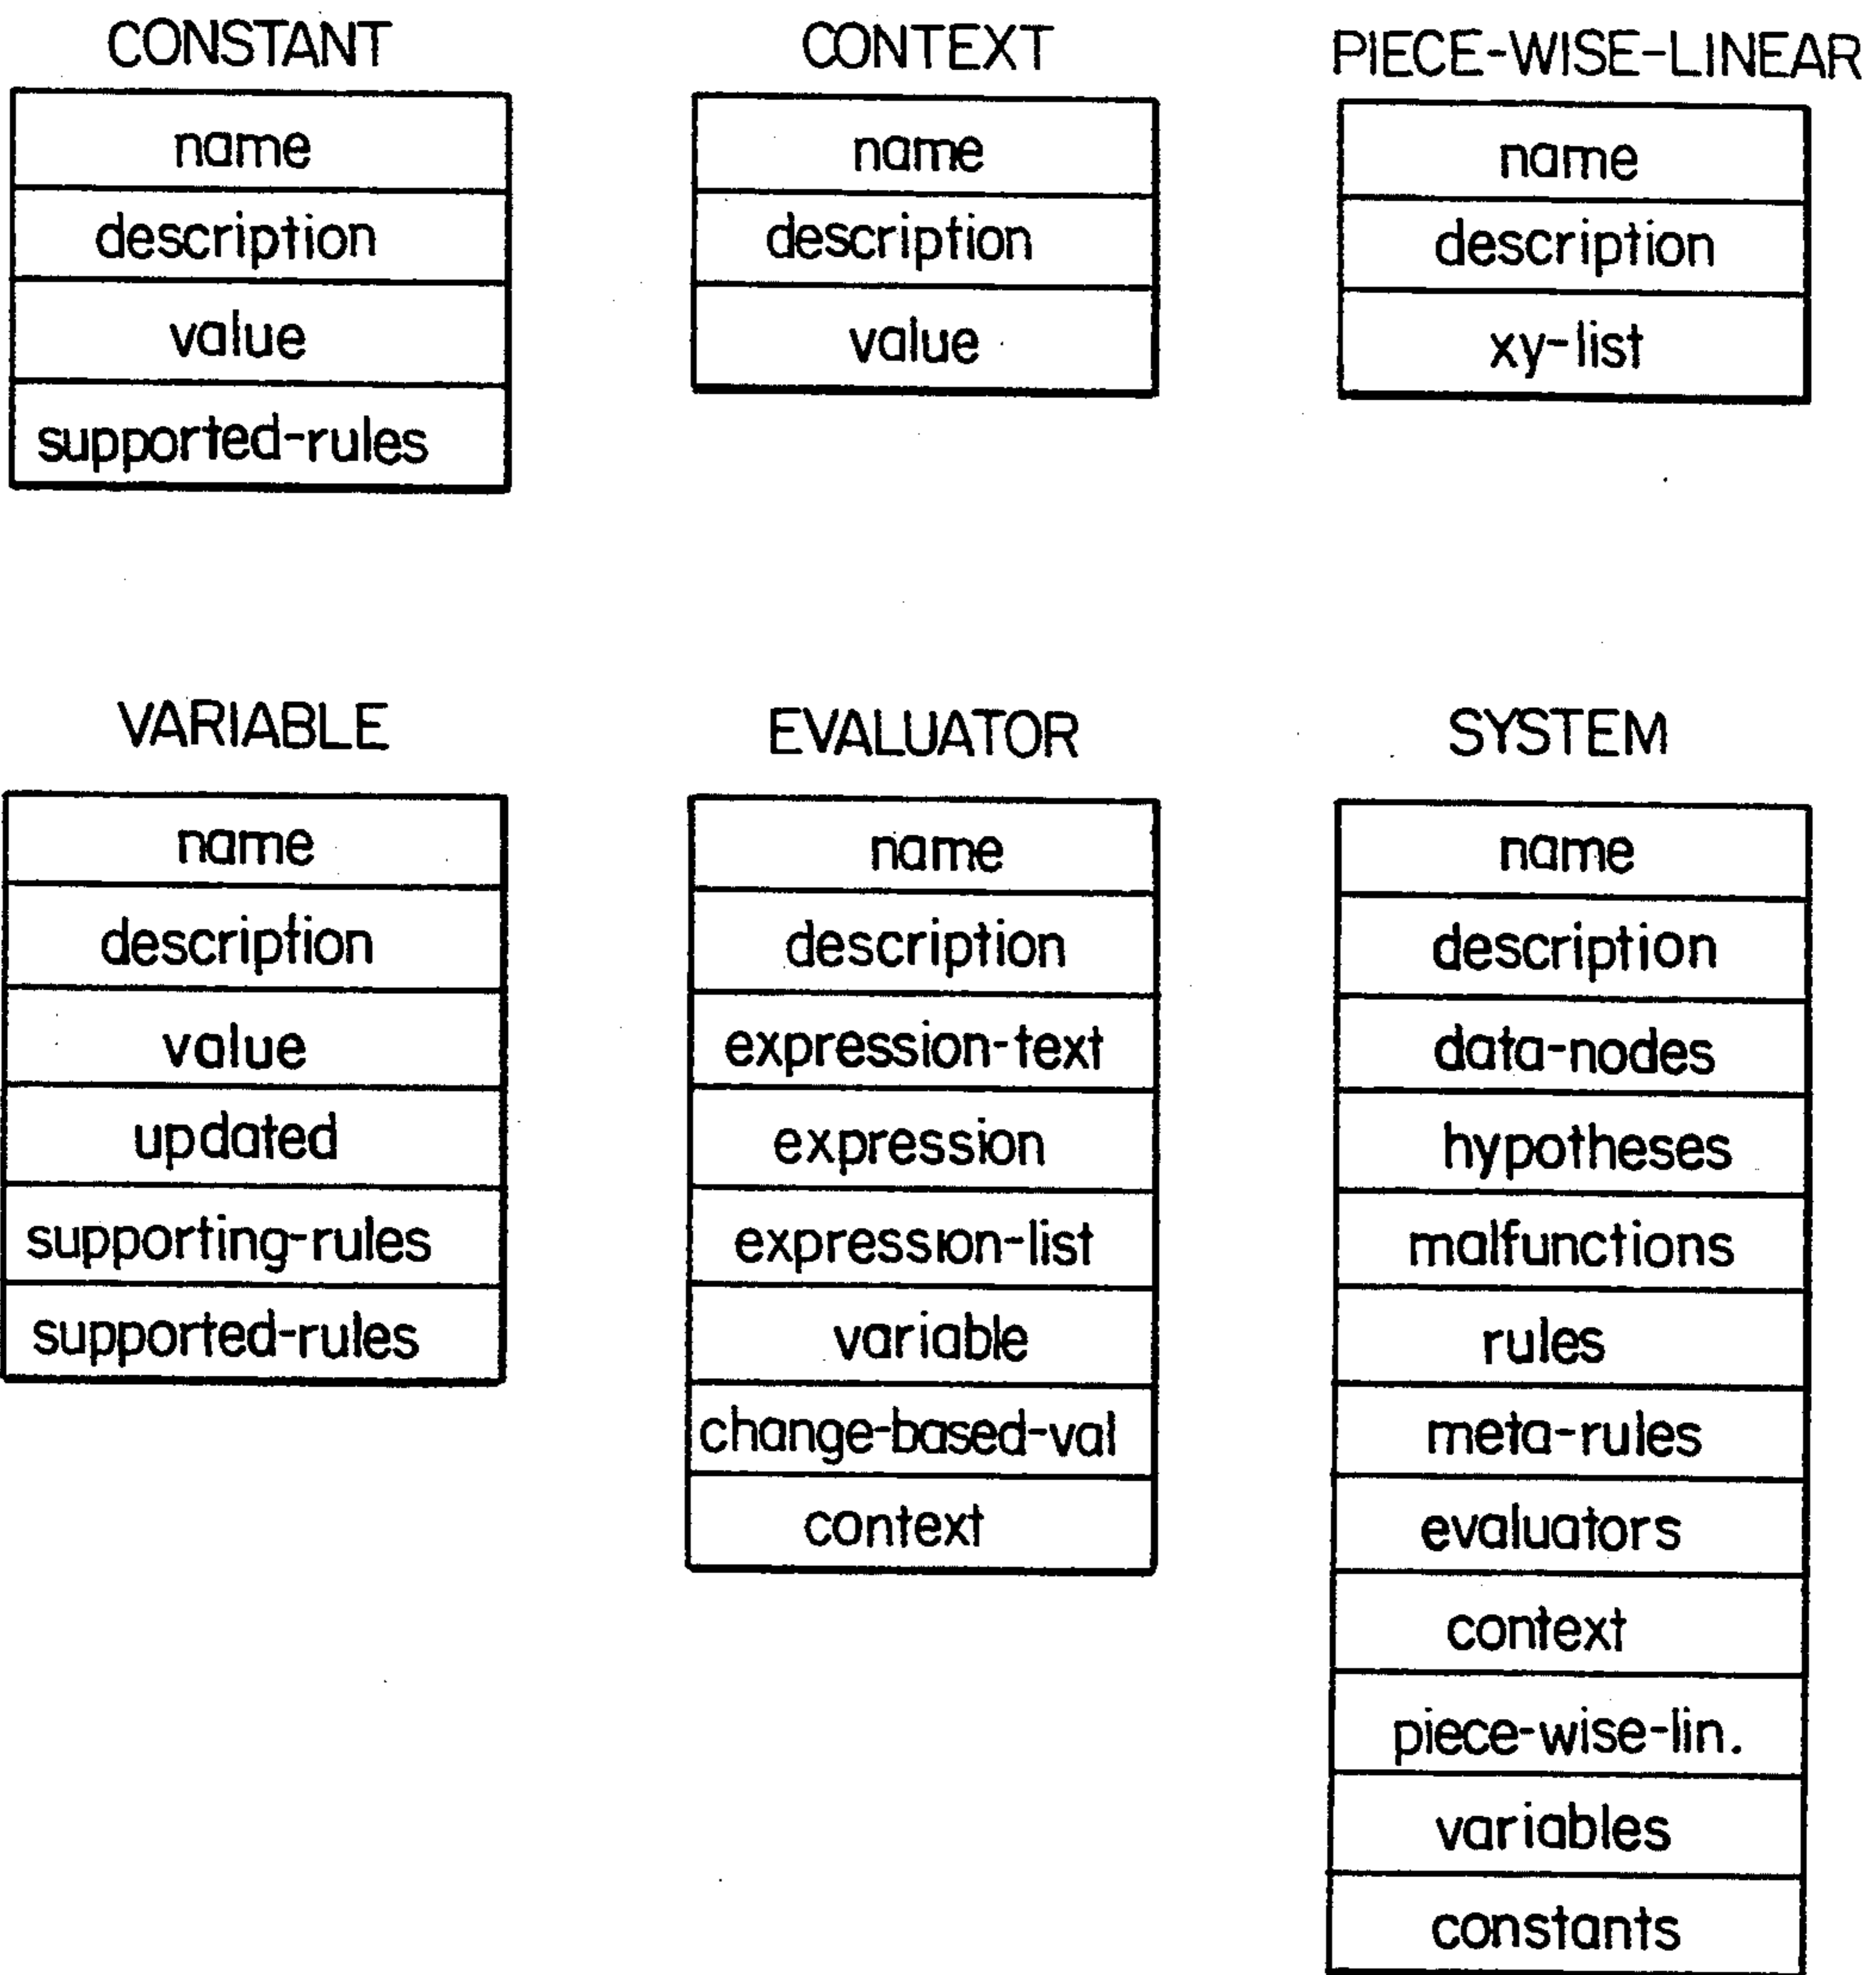 CONSTANT
name
description
value
supported-rules
CONTEXT
name
description
value
PIECE-WISE-LINEAR
name
description
xy-list
VARIABLE
name
description
value
updated
supporting-rules
supported-rules
EVALUATOR
name
description
expression-text
expression
expression-list
variable
change-based-val
context
SYSTEM
name
description
data-nodes
hypotheses
malfunctions
rules
meta-rules
evaluators
context
piece-wise-lin.
variables
constants